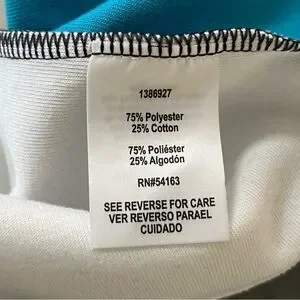 1386927
75% Polyester
25% Cotton
75% Poliéster
25% Algodón
RN#54163
SEE REVERSE FOR CARE
VER REVERSO PARAEL
CUIDADO